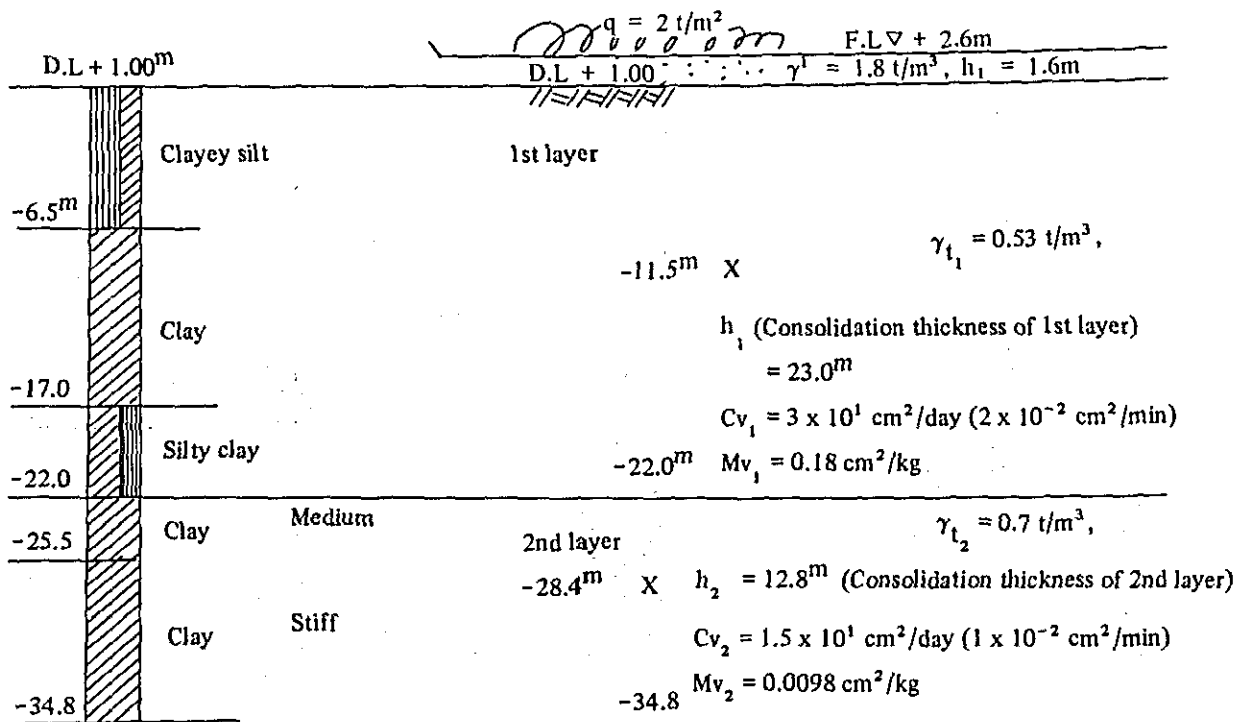 q = 2 t/m²
F.L ∇ + 2.6m
D.L + 1.00ᵐ
D.L + 1.00
γ¹ = 1.8 t/m³, h₁ = 1.6m
Clayey silt
1st layer
-6.5ᵐ
γt₁ = 0.53 t/m³,
-11.5ᵐ X
Clay
h₁ (Consolidation thickness of 1st layer)
= 23.0ᵐ
-17.0
Cv₁ = 3 x 10¹ cm²/day (2 x 10⁻² cm²/min)
Silty clay
-22.0ᵐ Mv₁ = 0.18 cm²/kg
-22.0
Clay
Medium
γt₂ = 0.7 t/m³,
-25.5
2nd layer
-28.4ᵐ X h₂ = 12.8ᵐ (Consolidation thickness of 2nd layer)
Clay
Stiff
Cv₂ = 1.5 x 10¹ cm²/day (1 x 10⁻² cm²/min)
Mv₂ = 0.0098 cm²/kg
-34.8
-34.8